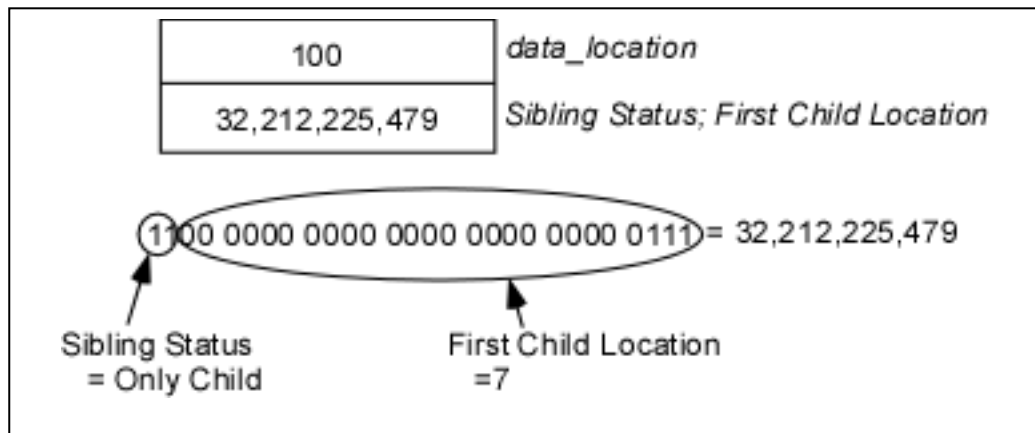 100 data_location
32,212,225,479 Sibling Status; First Child Location
1100 0000 0000 0000 0000 0000 0111 = 32,212,225,479
Sibling Status First Child Location
= Only Child =7